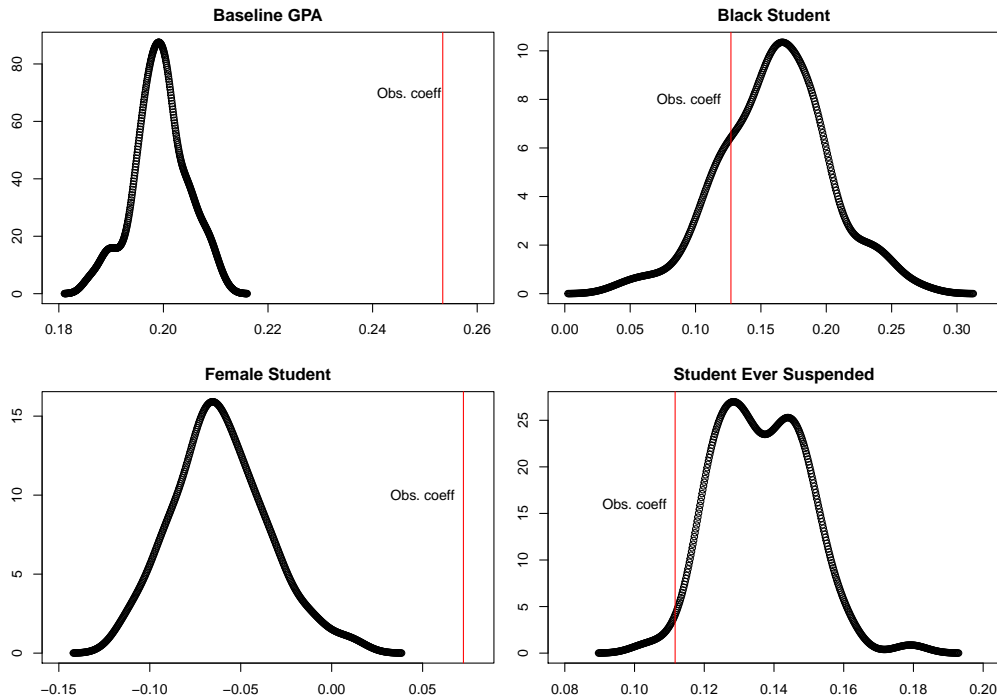 Baseline GPA
80
60
40
20
0
Obs. coeff
0.18 0.20 0.22 0.24 0.26
Black Student
10
8
6
4
2
0
Obs. coeff
0.00 0.05 0.10 0.15 0.20 0.25 0.30
Female Student
15
10
5
0
Obs. coeff
−0.15 −0.10 −0.05 0.00 0.05
Student Ever Suspended
25
20
15
10
5
0
Obs. coeff
0.08 0.10 0.12 0.14 0.16 0.18 0.20